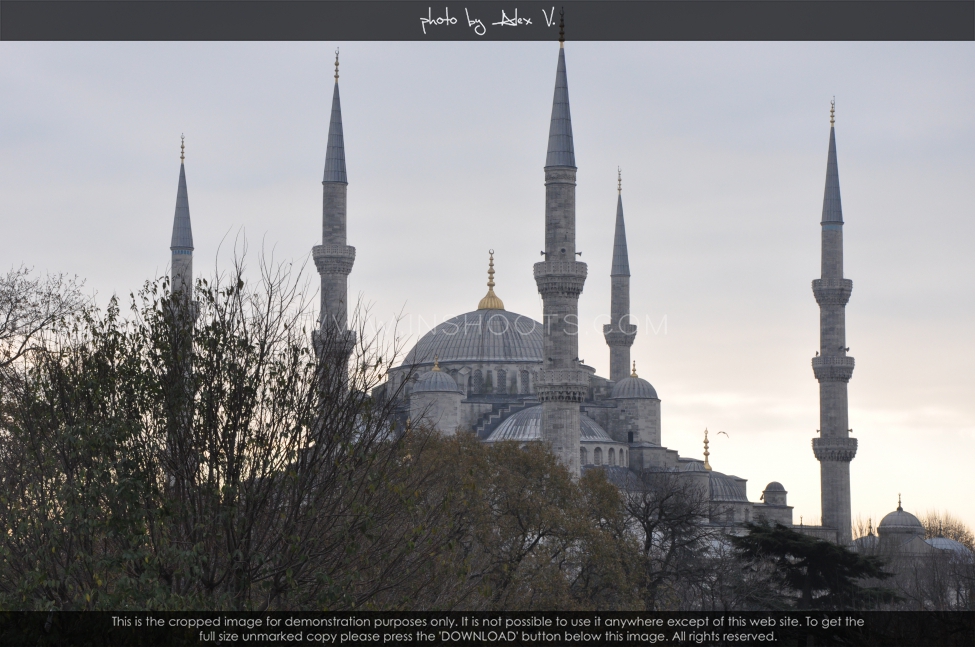 photo by Alex V.
This is the cropped image for demonstration purposes only. It is not possible to use it anywhere except of this web site. To get the
full size unmarked copy please press the 'DOWNLOAD' button below this image. All rights reserved.